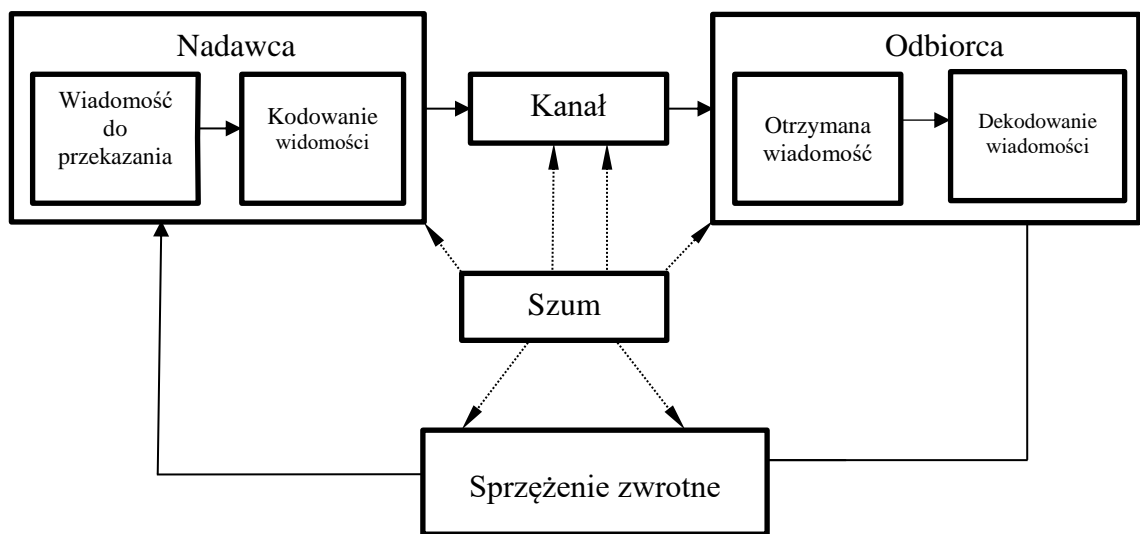 Nadawca
Wiadomość
do
przekazania
Kodowanie
widomości
Kanał
Odbiorca
Otrzymana
wiadomość
Dekodowanie
wiadomości
Szum
Sprzężenie zwrotne